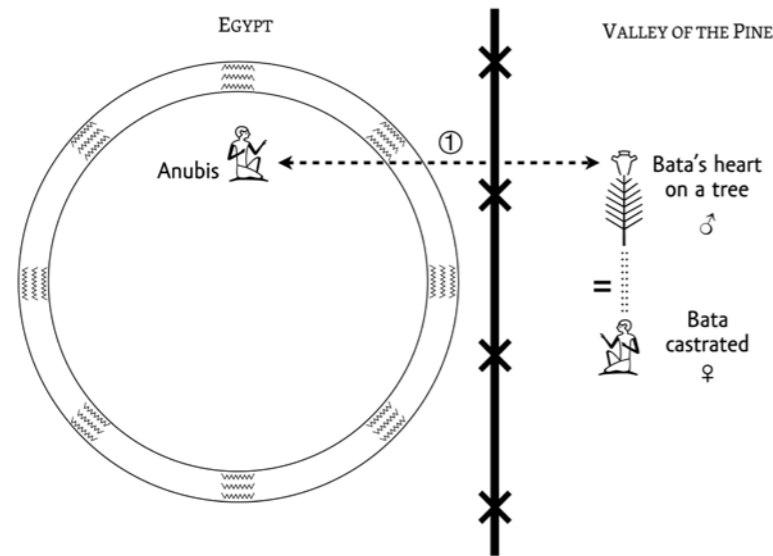 EGYPT
VALLEY OF THE PINE
①
Anubis
Bata's heart
on a tree
♂
=
Bata
castrated
♀